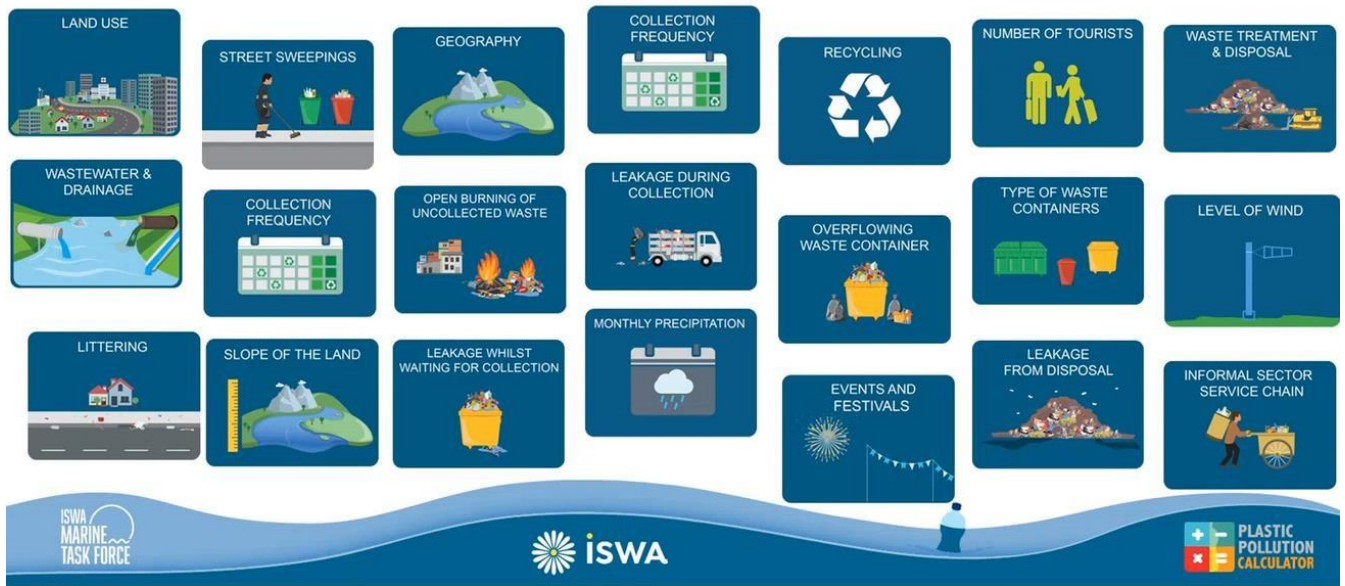 LAND USE
STREET SWEEPINGS
GEOGRAPHY
COLLECTION
FREQUENCY
RECYCLING
NUMBER OF TOURISTS
WASTE TREATMENT
& DISPOSAL
WASTEWATER &
DRAINAGE
COLLECTION
FREQUENCY
OPEN BURNING OF
UNCOLLECTED WASTE
LEAKAGE DURING
COLLECTION
OVERFLOWING
WASTE CONTAINER
TYPE OF WASTE
CONTAINERS
LEVEL OF WIND
LITTERING
SLOPE OF THE LAND
LEAKAGE WHILST
WAITING FOR COLLECTION
MONTHLY PRECIPITATION
EVENTS AND
FESTIVALS
LEAKAGE
FROM DISPOSAL
INFORMAL SECTOR
SERVICE CHAIN
ISWA
MARINE
TASK FORCE
iSWA
PLASTIC
POLLUTION
CALCULATOR